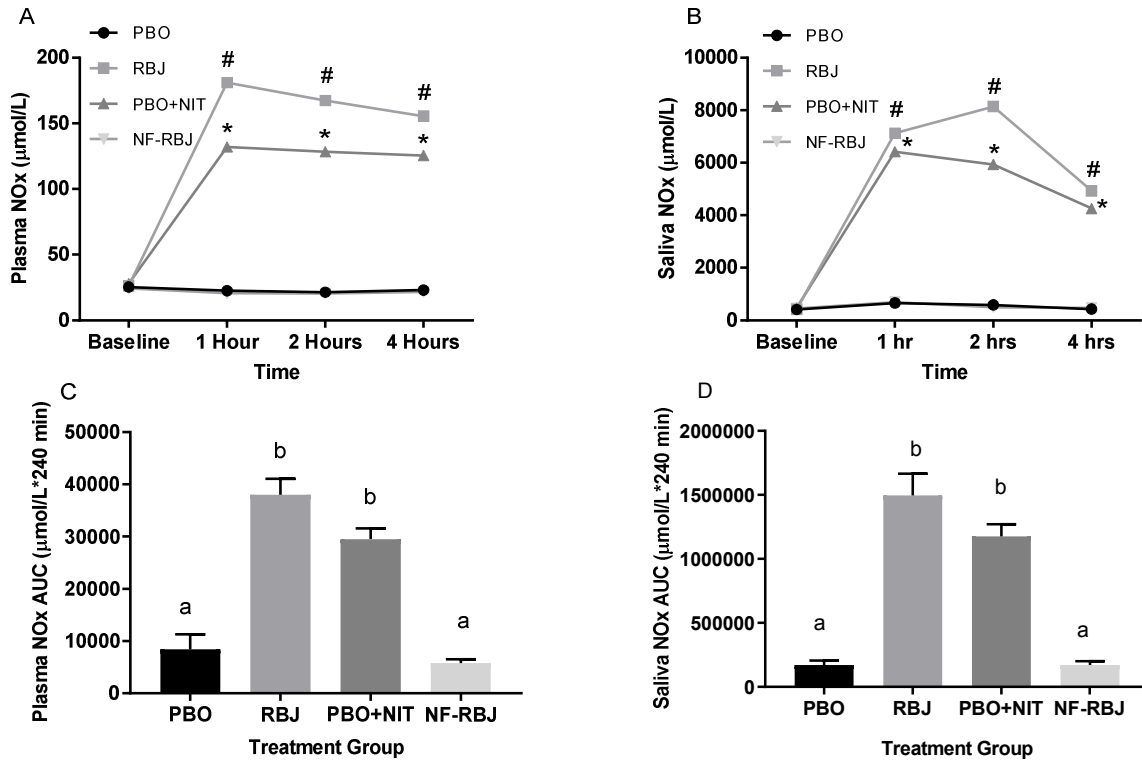 A
PBO
RBJ
PBO+NIT
NF-RBJ
Plasma NOx (μmol/L)
200
150
100
50
0
# # #
* * *
Baseline 1 Hour 2 Hours 4 Hours
Time
B
PBO
RBJ
PBO+NIT
NF-RBJ
Saliva NOx (μmol/L)
10000
8000
6000
4000
2000
0
# # #
* * *
Baseline 1 hr 2 hrs 4 hrs
Time
C
Plasma NOx AUC (μmol/L*240 min)
50000
40000
30000
20000
10000
0
a b b a
PBO RBJ PBO+NIT NF-RBJ
Treatment Group
D
Saliva NOx AUC (μmol/L*240 min)
2000000
1500000
1000000
500000
0
a b b a
PBO RBJ PBO+NIT NF-RBJ
Treatment Group